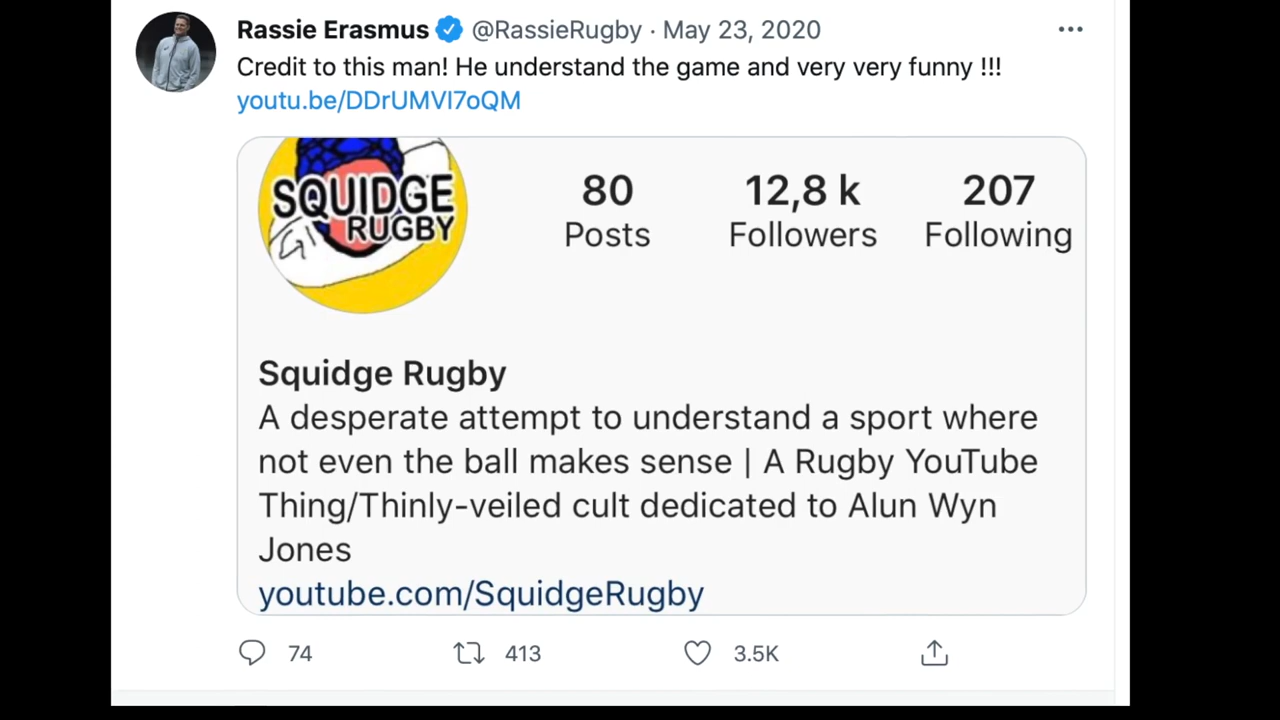 Rassie Erasmus @RassieRugby · May 23, 2020
Credit to this man! He understand the game and very very funny !!!
youtu.be/DDrUMVI7oQM
SQUIDGE
RUGBY
80 12,8 k 207
Posts Followers Following
Squidge Rugby
A desperate attempt to understand a sport where
not even the ball makes sense | A Rugby YouTube
Thing/Thinly-veiled cult dedicated to Alun Wyn
Jones
youtube.com/SquidgeRugby
74 413 3.5K